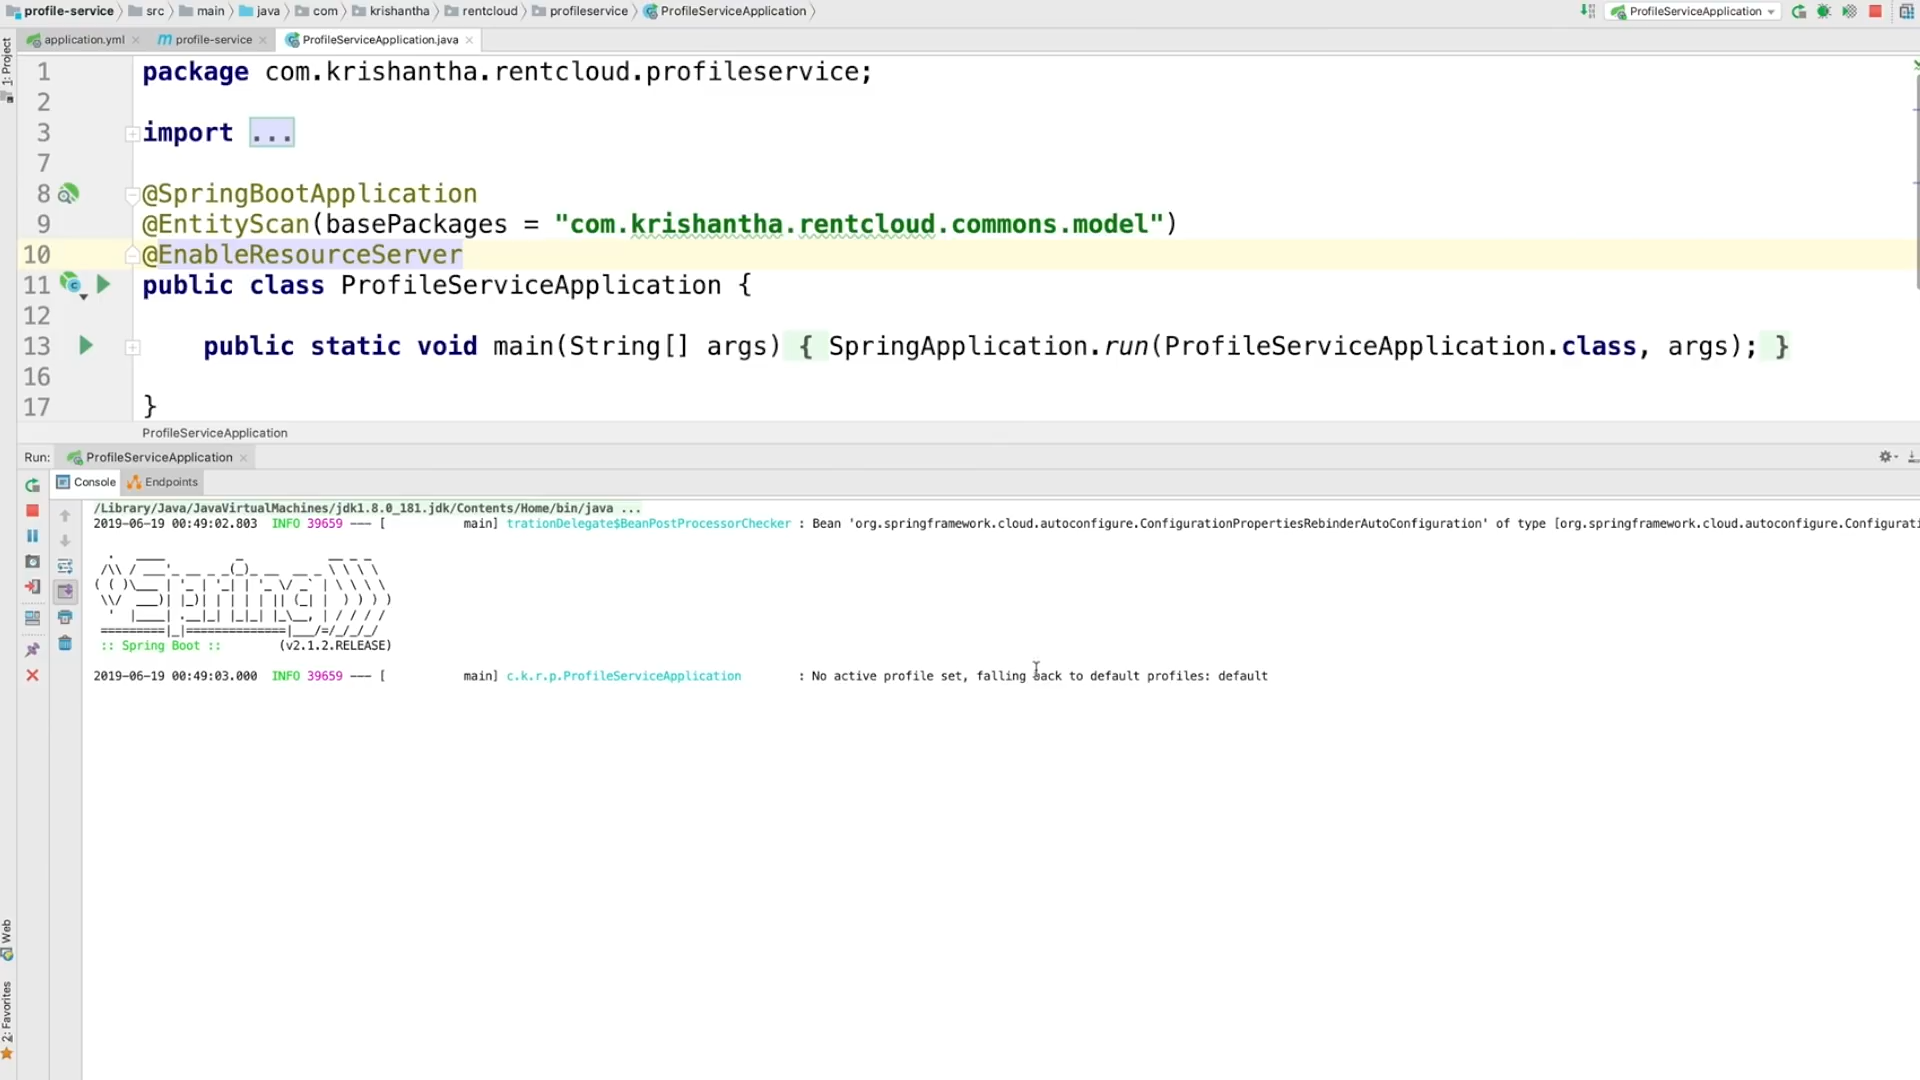 profile-service src main java com krishantha rentcloud profileservice ProfileServiceApplication
ProfileServiceApplication
application.yml profile-service ProfileServiceApplication.java
1: Project
1 package com.krishantha.rentcloud.profileservice;
2
3 import ...
7
8 @SpringBootApplication
9 @EntityScan(basePackages = "com.krishantha.rentcloud.commons.model")
10 @EnableResourceServer
11 public class ProfileServiceApplication {
12
13 public static void main(String[] args) { SpringApplication.run(ProfileServiceApplication.class, args); }
16
17 }
ProfileServiceApplication
Run: ProfileServiceApplication
Console Endpoints
/Library/Java/JavaVirtualMachines/jdk1.8.0_181.jdk/Contents/Home/bin/java ...
2019-06-19 00:49:02.803 INFO 39659 --- [ main] trationDelegate$BeanPostProcessorChecker : Bean 'org.springframework.cloud.autoconfigure.ConfigurationPropertiesRebinderAutoConfiguration' of type [org.springframework.cloud.autoconfigure.Configurati
Spring
:: Spring Boot :: (v2.1.2.RELEASE)
2019-06-19 00:49:03.000 INFO 39659 --- [ main] c.k.r.p.ProfileServiceApplication : No active profile set, falling back to default profiles: default
Web
2: Favorites